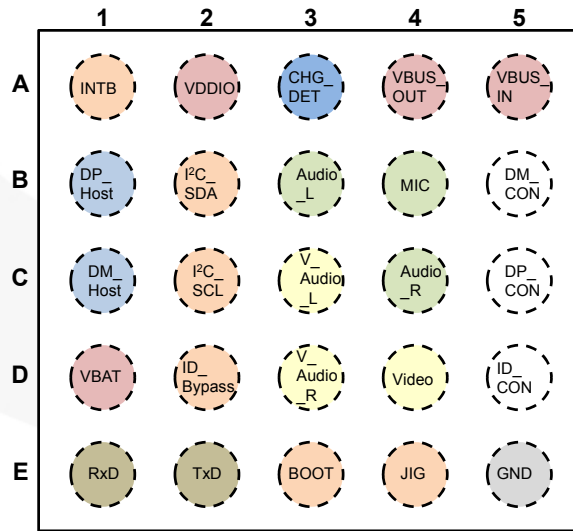 1 2 3 4 5
A INTB VDDIO CHG_ VBUS_ VBUS_
DET OUT IN
B DP_ I²C_ Audio MIC DM_
Host SDA _L CON
C DM_ I²C_ V_ Audio DP_
Host SCL Audio _R CON
_L
D VBAT ID_ V_ Video ID_
Bypass Audio CON
_R
E RxD TxD BOOT JIG GND